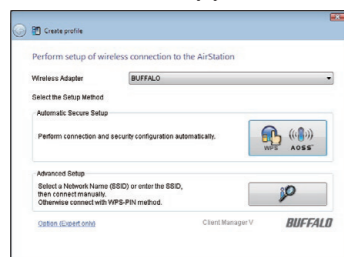 Create profile
Perform setup of wireless connection to the AirStation
Wireless Adapter
BUFFALO
Select the Setup Method
Automatic Secure Setup
Perform connection and security configuration automatically.
WPS
AOSS
Advanced Setup
Select a Network Name (SSID) or enter the SSID,
then connect manually.
Otherwise connect with WPS-PIN method.
Option (Expert only)
Client Manager V
BUFFALO